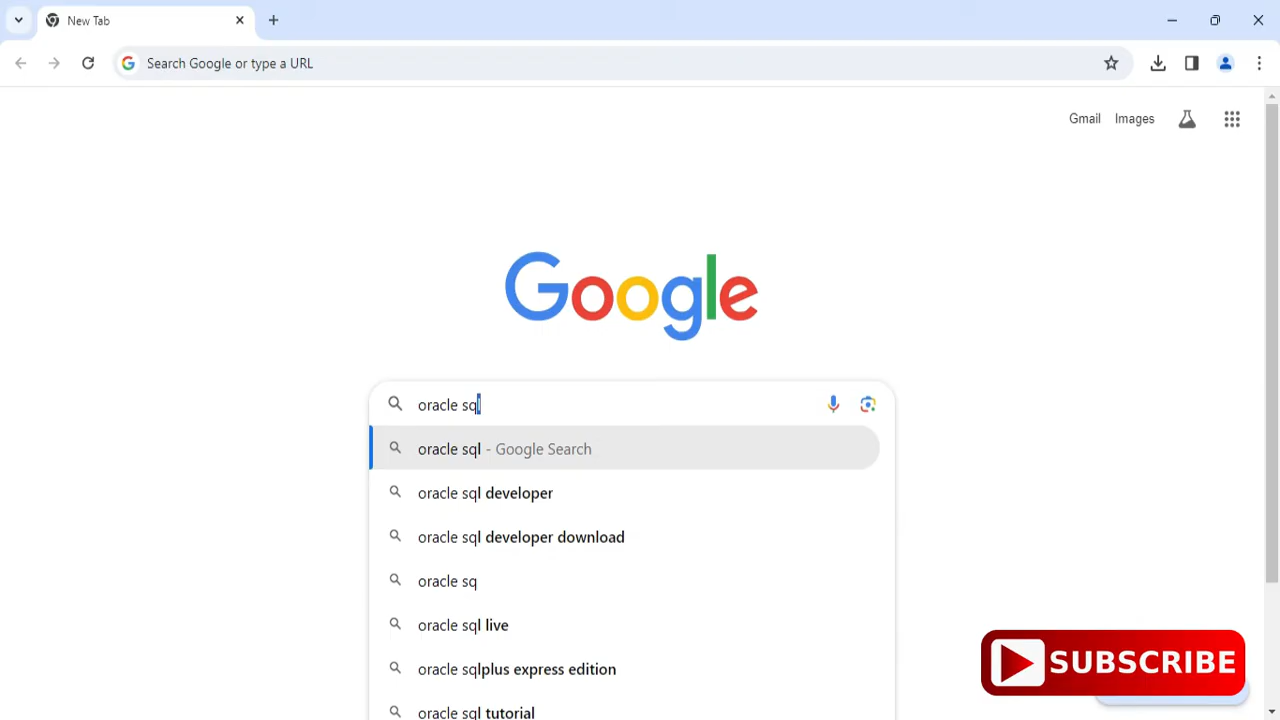 New Tab
Search Google or type a URL
Gmail Images
Google
oracle sql
oracle sql - Google Search
oracle sql developer
oracle sql developer download
oracle sq
oracle sql live
oracle sqlplus express edition
oracle sql tutorial
SUBSCRIBE